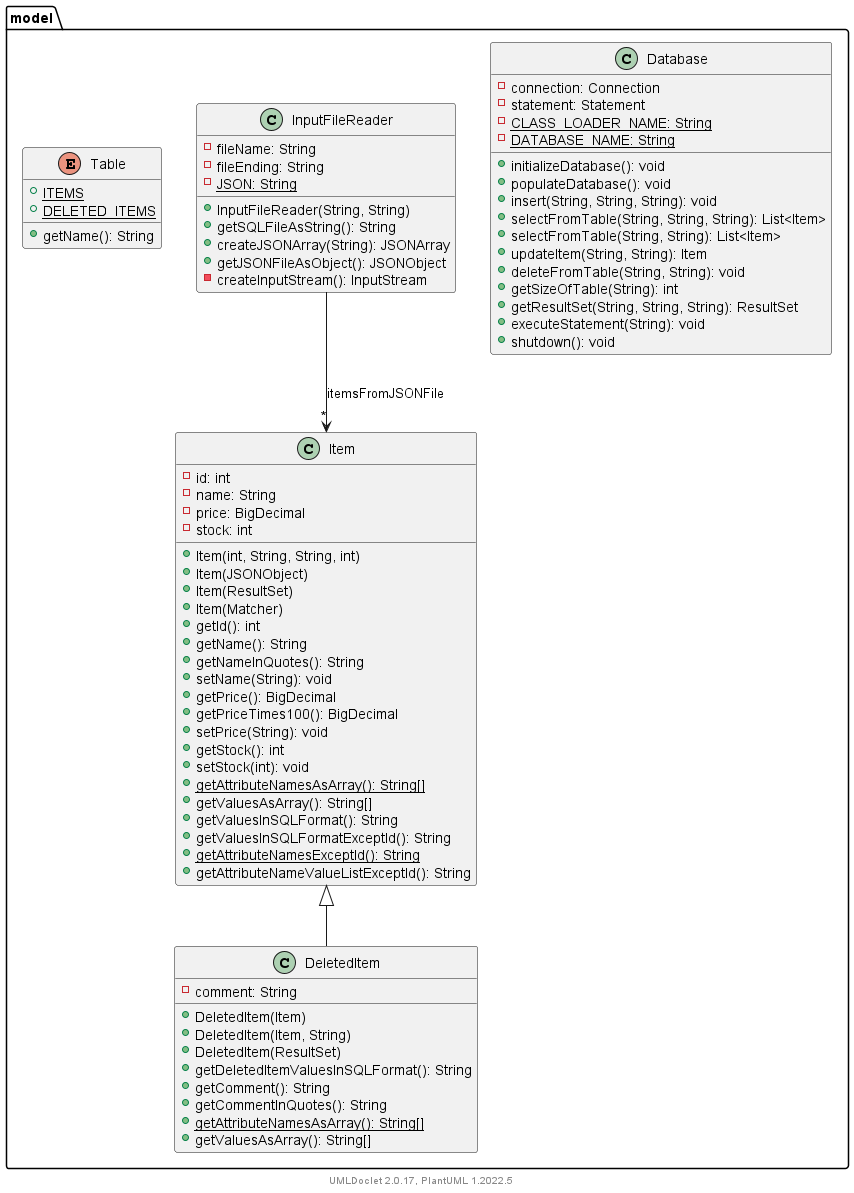 model
E Table
ITEMS
DELETED_ITEMS
getName(): String
C InputFileReader
fileName: String
fileEnding: String
JSON: String
InputFileReader(String, String)
getSQLFileAsString(): String
createJSONArray(String): JSONArray
getJSONFileAsObject(): JSONObject
createInputStream(): InputStream
C Database
connection: Connection
statement: Statement
CLASS_LOADER_NAME: String
DATABASE_NAME: String
initializeDatabase(): void
populateDatabase(): void
insert(String, String, String): void
selectFromTable(String, String, String): List<Item>
selectFromTable(String, String): List<Item>
updateItem(String, String): Item
deleteFromTable(String, String): void
getSizeOfTable(String): int
getResultSet(String, String, String): ResultSet
executeStatement(String): void
shutdown(): void
itemsFromJSONFile
*
C Item
id: int
name: String
price: BigDecimal
stock: int
Item(int, String, String, int)
Item(JSONObject)
Item(ResultSet)
Item(Matcher)
getId(): int
getName(): String
getNameInQuotes(): String
setName(String): void
getPrice(): BigDecimal
getPriceTimes100(): BigDecimal
setPrice(String): void
getStock(): int
setStock(int): void
getAttributeNamesAsArray(): String[]
getValuesAsArray(): String[]
getValuesInSQLFormat(): String
getValuesInSQLFormatExceptId(): String
getAttributeNamesExceptId(): String
getAttributeNameValueListExceptId(): String
C DeletedItem
comment: String
DeletedItem(Item)
DeletedItem(Item, String)
DeletedItem(ResultSet)
getDeletedItemValuesInSQLFormat(): String
getComment(): String
getCommentInQuotes(): String
getAttributeNamesAsArray(): String[]
getValuesAsArray(): String[]
UMLDoclet 2.0.17, PlantUML 1.2022.5